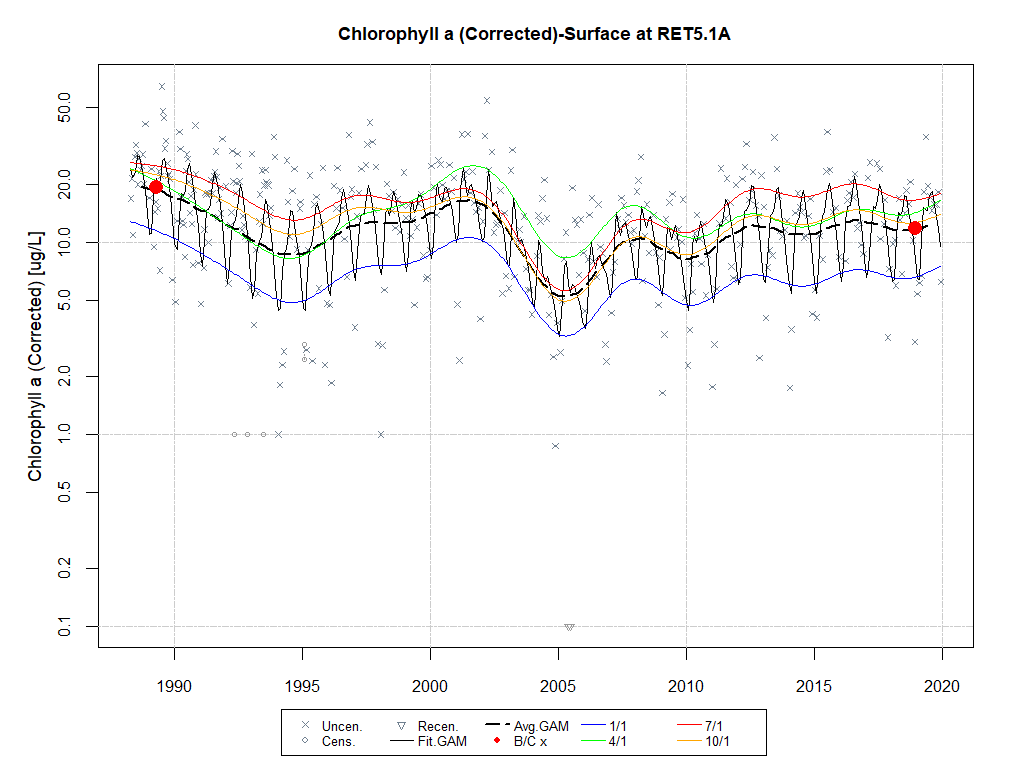 Chlorophyll a (Corrected)-Surface at RET5.1A
Chlorophyll a (Corrected) [ug/L]
50.0
20.0
10.0
5.0
2.0
1.0
0.5
0.2
0.1
1990 1995 2000 2005 2010 2015 2020
Uncen. Recen. Avg.GAM 1/1 7/1
Cens. Fit.GAM B/C x 4/1 10/1